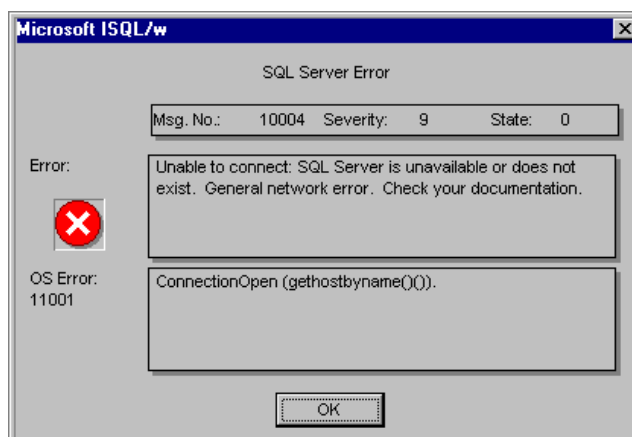 Microsoft ISQL/w
SQL Server Error
Msg. No.: 10004 Severity: 9 State: 0
Error:
Unable to connect: SQL Server is unavailable or does not
exist. General network error. Check your documentation.
OS Error:
11001
ConnectionOpen (gethostbyname()()).
OK